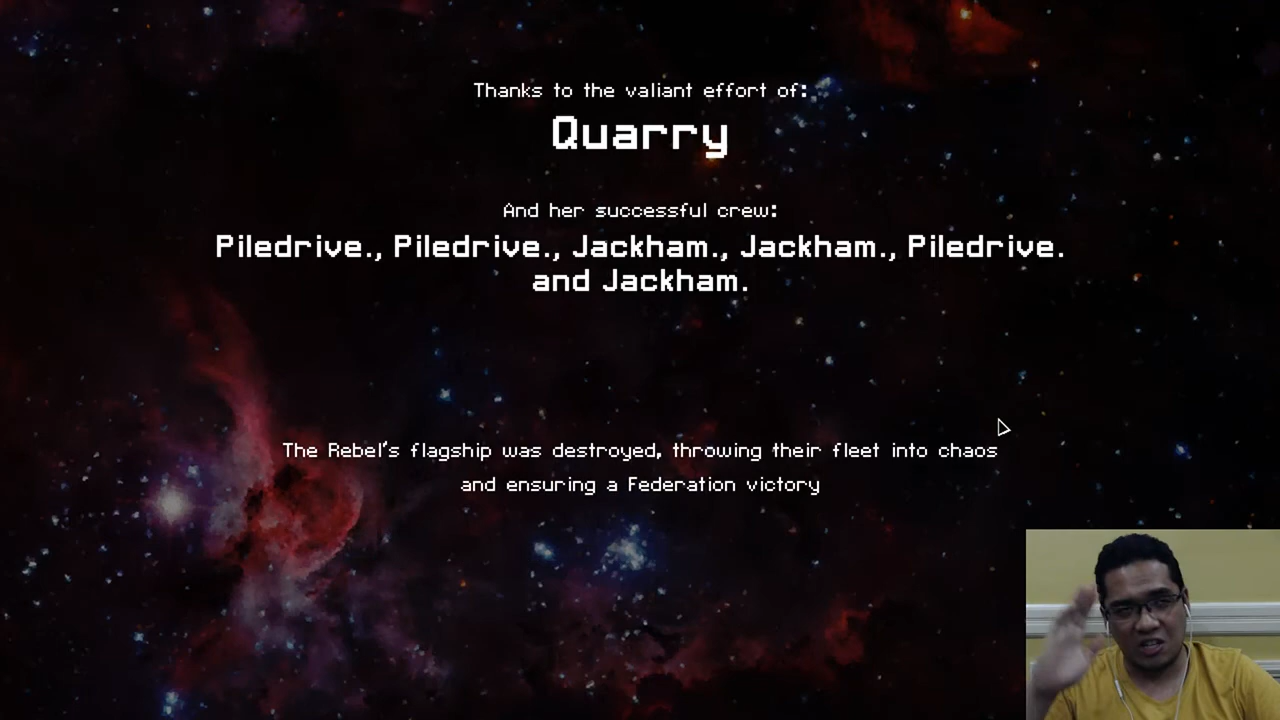 Thanks to the valiant effort of:
Quarry
And her successful crew:
Piledrive., Piledrive., Jackham., Jackham., Piledrive.
and Jackham.
The Rebel's flagship was destroyed, throwing their fleet into chaos
and ensuring a Federation victory